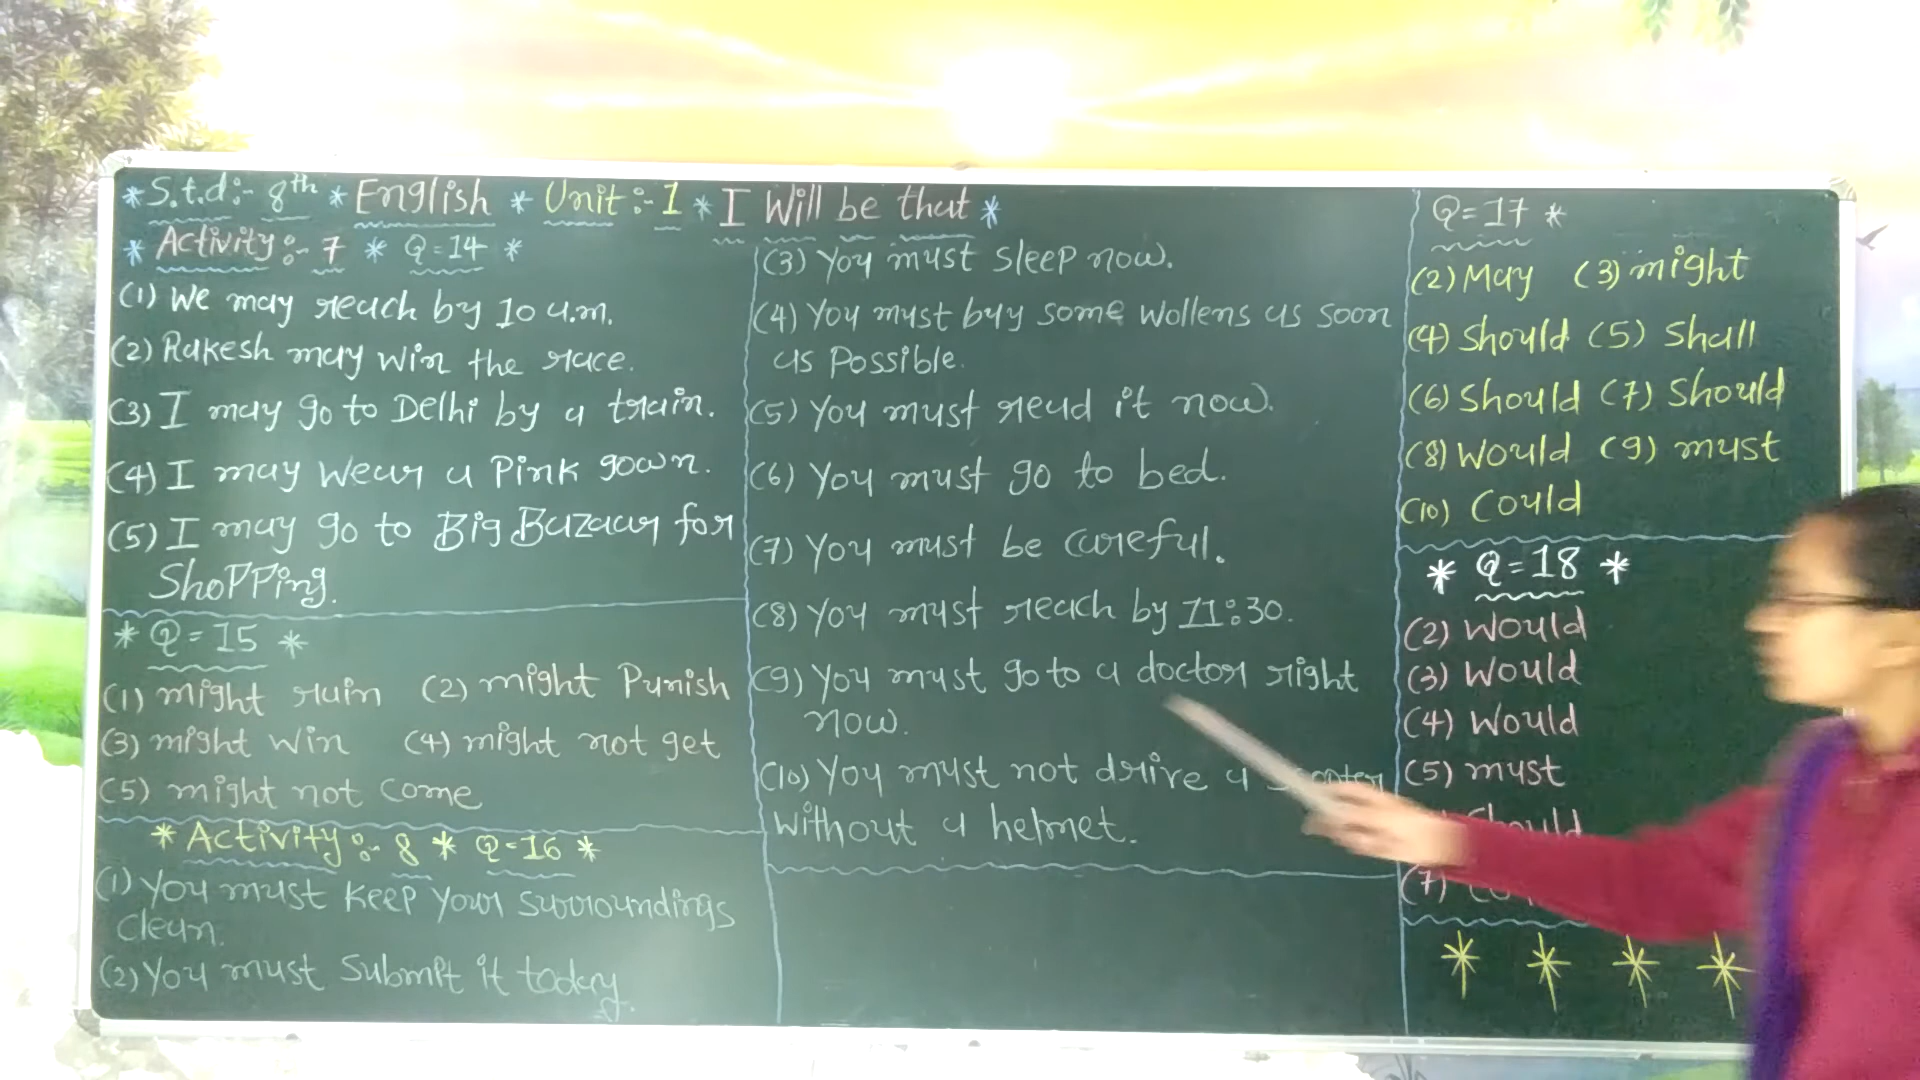 *S.t.d:- 8th * English * Unit :- 1 * I Will be that *
* Activity :- 7 * Q=14 *
(1) We may reach by 10 a.m.
(2) Rakesh may win the race.
(3) I may go to Delhi by a train.
(4) I may Wear a Pink gown.
(5) I may go to Big Bazaar for
Shopping.
* Q=15 *
(1) might rain (2) might Punish
(3) might win (4) might not get
(5) might not come
* Activity :- 8 * Q=16 *
(1) You must keep your surroundings
clean.
(2) You must Submit it today.
(3) You must sleep now.
(4) You must buy some wollens as soon
as Possible.
(5) You must read it now.
(6) You must go to bed.
(7) You must be careful.
(8) You must reach by 11:30.
(9) You must go to a doctor right
now.
(10) You must not drive a
without a helmet.
Q=17 *
(2) May (3) might
(4) Should (5) Shall
(6) Should (7) Should
(8) Would (9) must
(10) Could
* Q=18 *
(2) Would
(3) Would
(4) Would
(5) must
Should
(7)